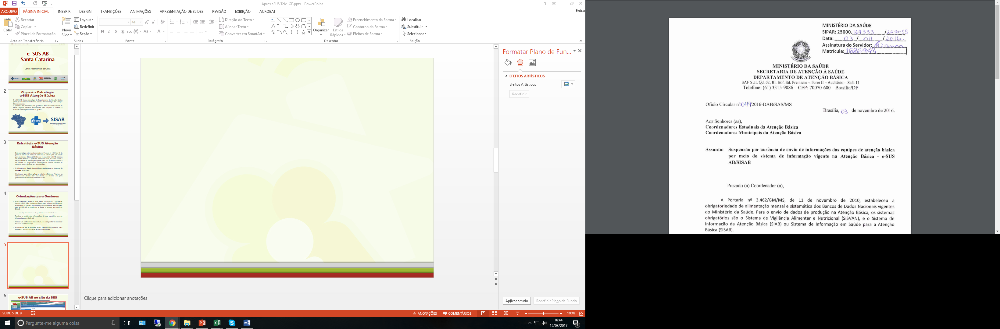 Apres eSUS Tele GF.pptx - PowerPoint
ARQUIVO PÁGINA INICIAL INSERIR DESIGN TRANSIÇÕES ANIMAÇÕES APRESENTAÇÃO DE SLIDES REVISÃO EXIBIÇÃO ACROBAT Entrar
Colar
Recortar
Copiar
Pincel de Formatação
Área de Transferência
Novo
Slide
Layout
Redefinir
Seção
Slides
44
Fonte
Direção do Texto
Alinhar Texto
Converter em SmartArt
Parágrafo
Organizar
Estilos
Rápidos
Preenchimento da Forma
Contorno da Forma
Efeitos de Forma
Desenho
Localizar
Substituir
Selecionar
Edição
e-SUS AB
Santa Catarina
Carlos Alberto Vale da Costa
2
O que é a Estratégia
e-SUS Atenção Básica
SISAB
3
Estratégia e-SUS Atenção
Básica
4
Orientações para Gestores
5
6
e-SUS AB no site da SES
Clique para adicionar anotações
Formatar Plano de Fun...
EFEITOS ARTÍSTICOS
Efeitos Artísticos
Redefinir
Aplicar a tudo
Redefinir Plano de Fundo
SLIDE 5 DE 9
ANOTAÇÕES COMENTÁRIOS 100%
Pergunte-me alguma coisa
16:44
15/03/2017
MINISTÉRIO DA SAÚDE
SIPAR: 25000.169333/2016-59
Data: 03/011/2016.
Assinatura do Servidor: Bianca
Matrícula: 1686944
MINISTÉRIO DA SAÚDE
SECRETARIA DE ATENÇÃO À SAÚDE
DEPARTAMENTO DE ATENÇÃO BÁSICA
SAF SUL Qd. 02, Bl. E/F, Ed. Premium – Torre II – Auditório – Sala 11
Telefone: (61) 3315-9086 – CEP: 70070-600 – Brasília/DF
Ofício Circular nº.044/2016-DAB/SAS/MS
Brasília, 03 de novembro de 2016.
Aos Senhores (as),
Coordenadores Estaduais da Atenção Básica
Coordenadores Municipais da Atenção Básica
Assunto: Suspensão por ausência de envio de informações das equipes de atenção básica
por meio do sistema de informação vigente na Atenção Básica - e-SUS
AB/SISAB
Prezado (a) Coordenador (a),
A Portaria nº 3.462/GM/MS, de 11 de novembro de 2010, estabeleceu a
obrigatoriedade de alimentação mensal e sistemática dos Bancos de Dados Nacionais vigentes
do Ministério da Saúde. Para o envio de dados de produção na Atenção Básica, os sistemas
obrigatórios são o Sistema de Vigilância Alimentar e Nutricional (SISVAN), e o Sistema de
Informação da Atenção Básica (SIAB) ou Sistema de Informação em Saúde para a Atenção
Básica (SISAB).